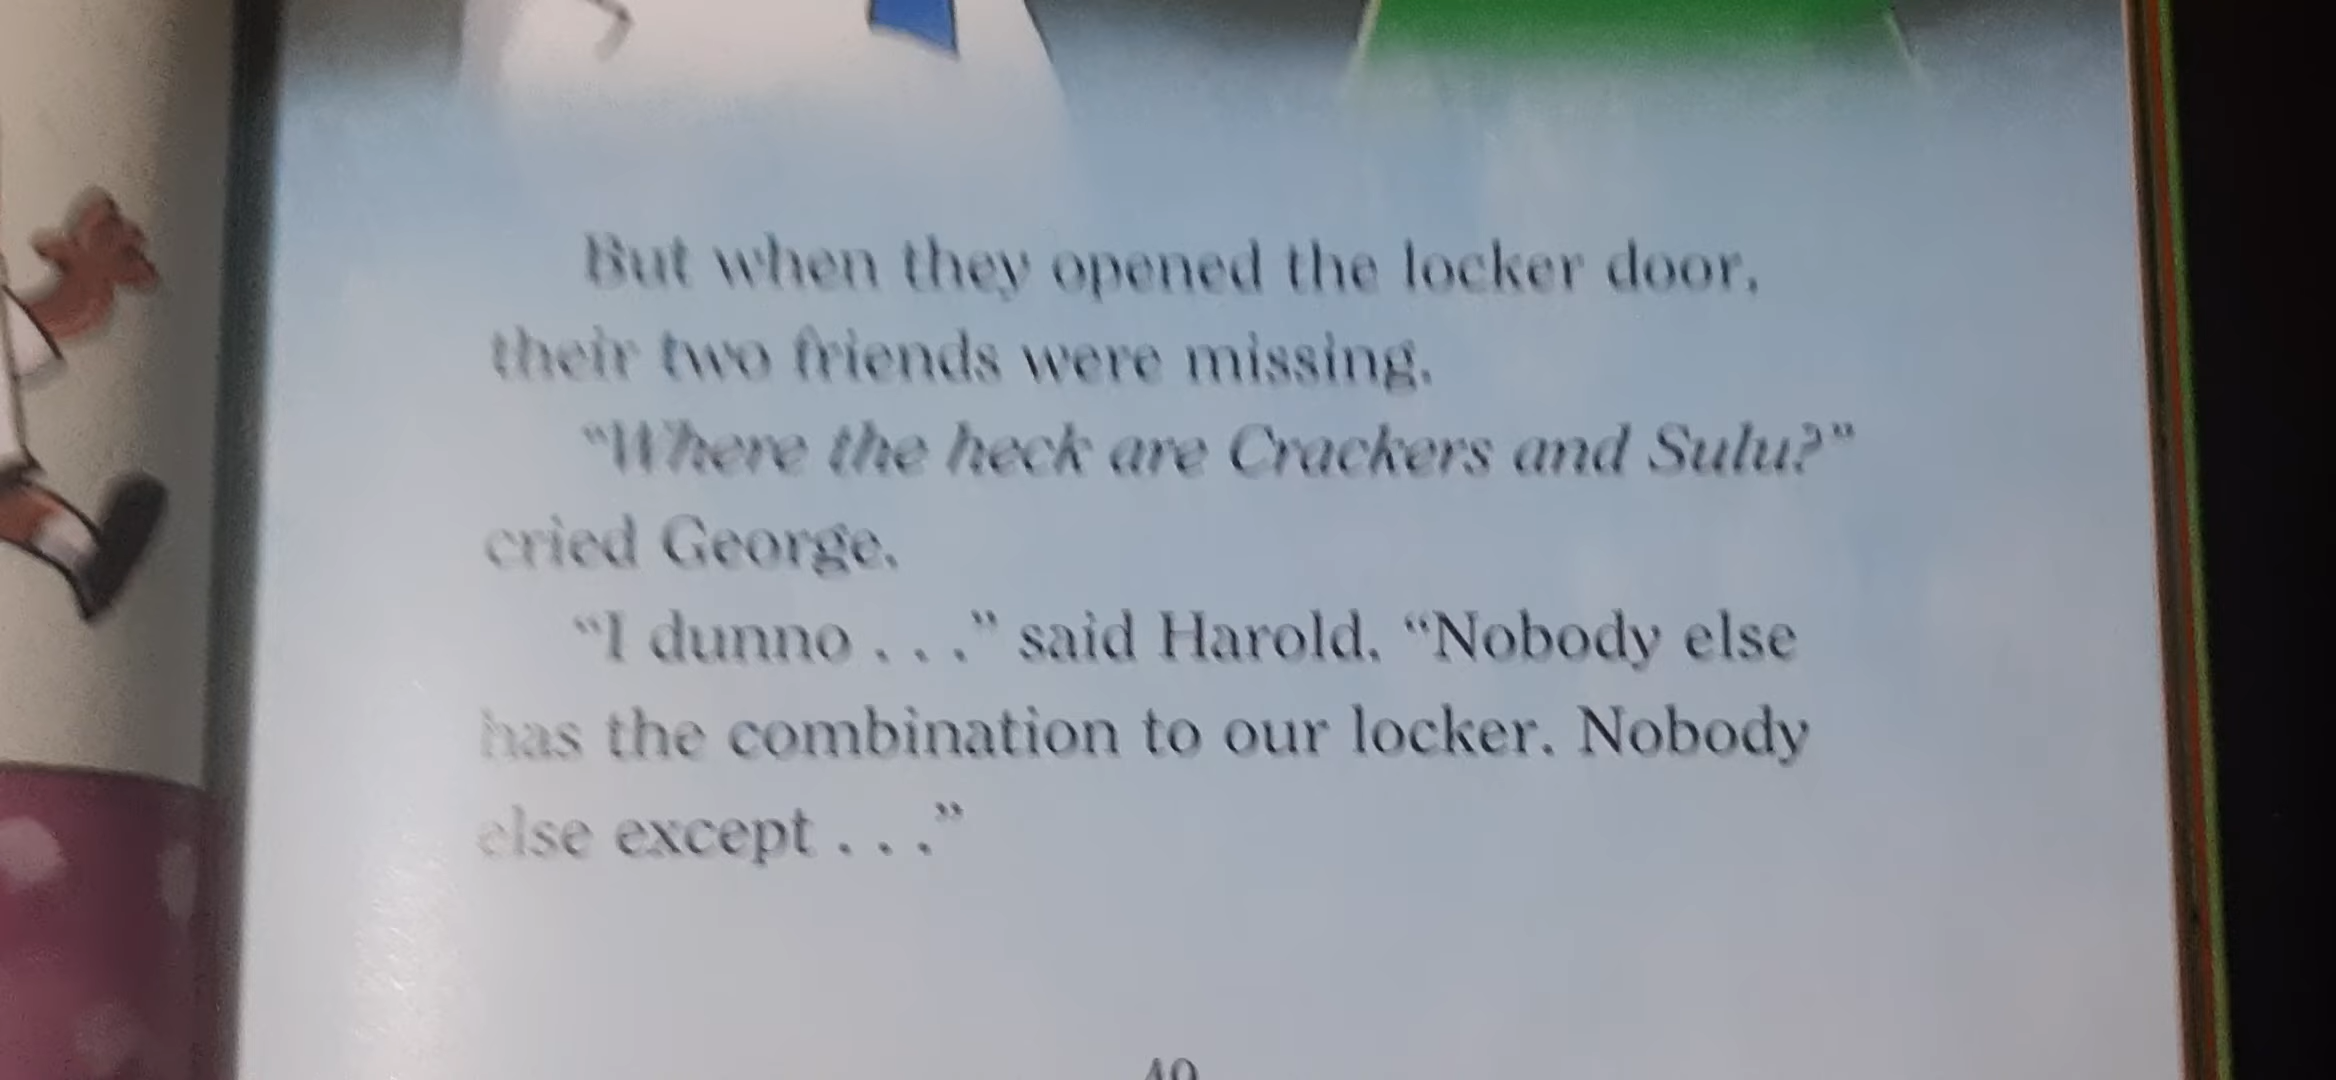 But when they opened the locker door,
their two friends were missing.
“Where the heck are Crackers and Sulu?”
cried George.
“I dunno . . .” said Harold. “Nobody else
has the combination to our locker. Nobody
else except . . .”